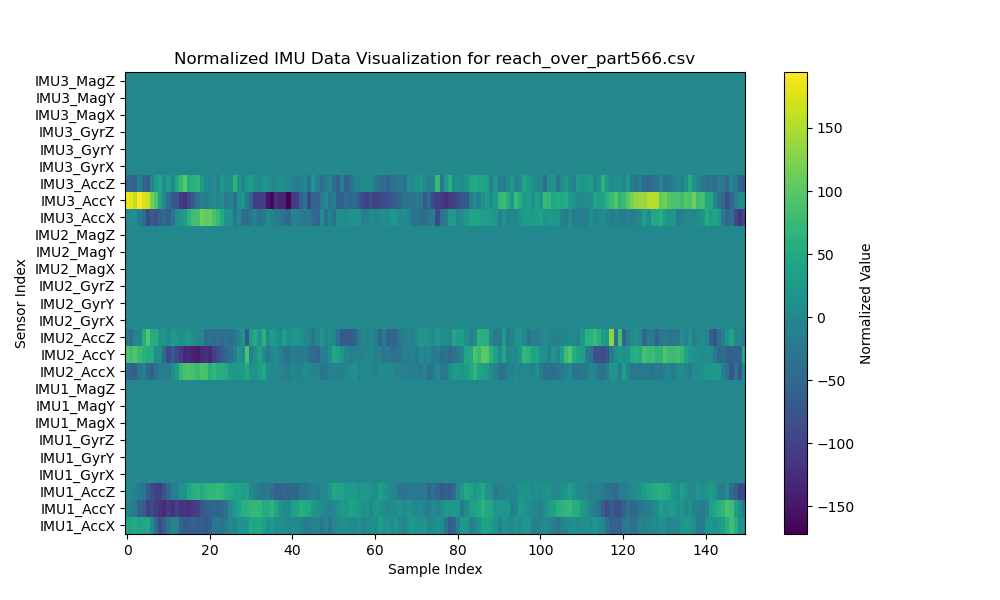 Normalized IMU Data Visualization for reach_over_part566.csv
IMU3_MagZ
IMU3_MagY
IMU3_MagX
IMU3_GyrZ
IMU3_GyrY
IMU3_GyrX
IMU3_AccZ
IMU3_AccY
IMU3_AccX
IMU2_MagZ
IMU2_MagY
IMU2_MagX
IMU2_GyrZ
IMU2_GyrY
IMU2_GyrX
IMU2_AccZ
IMU2_AccY
IMU2_AccX
IMU1_MagZ
IMU1_MagY
IMU1_MagX
IMU1_GyrZ
IMU1_GyrY
IMU1_GyrX
IMU1_AccZ
IMU1_AccY
IMU1_AccX
Sensor Index
0 20 40 60 80 100 120 140
Sample Index
150
100
50
0
−50
−100
−150
Normalized Value